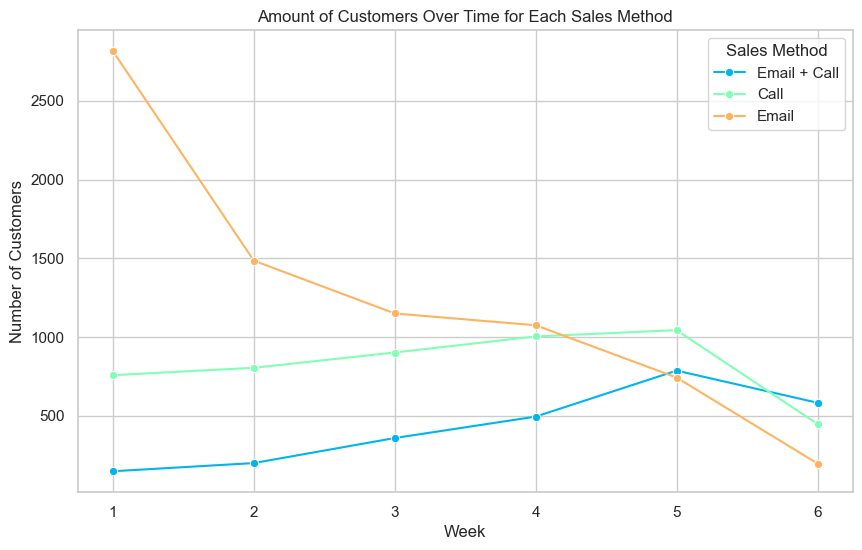 Amount of Customers Over Time for Each Sales Method
Sales Method
Email + Call
Call
Email
Number of Customers
2500
2000
1500
1000
500
1 2 3 4 5 6
Week